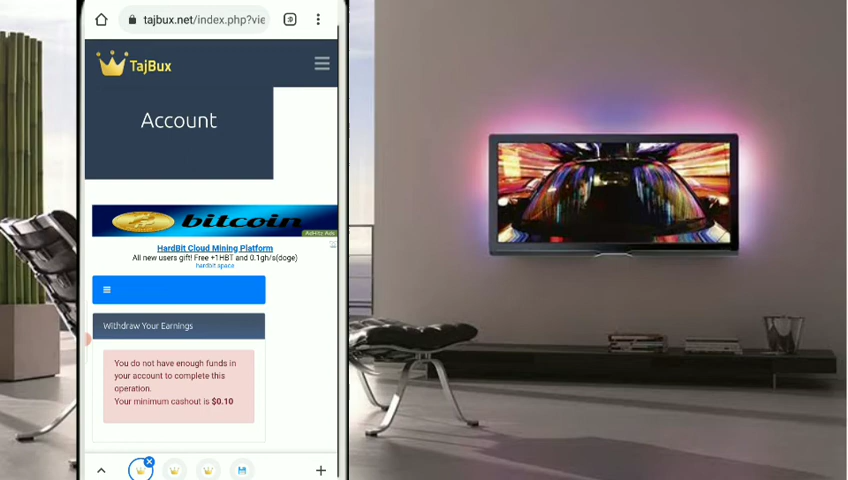 tajbux.net/index.php?vie
TajBux
Account
bitcoin
HardBit Cloud Mining Platform
All new users gift! Free +1HBT and 0.1gh/s(doge)
hardbit.space
Withdraw Your Earnings
You do not have enough funds in
your account to complete this
operation.
Your minimum cashout is $0.10